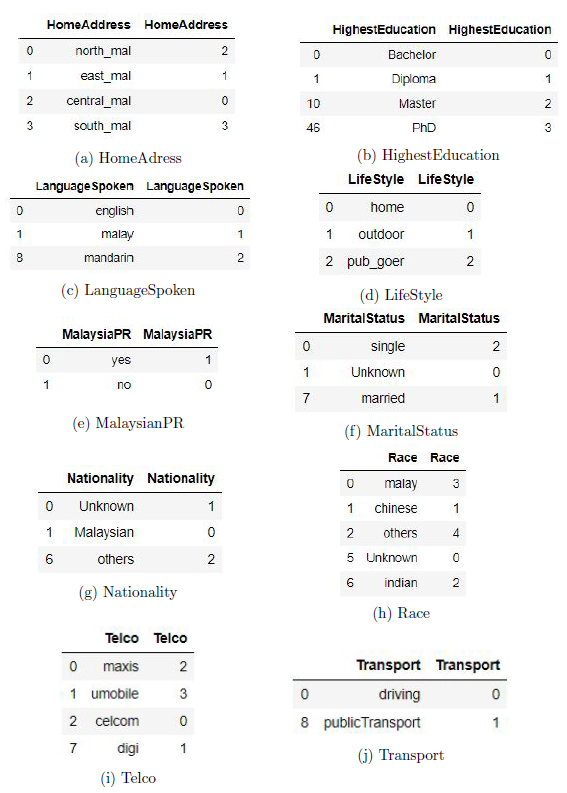 HomeAddress HomeAddress
0 north_mal 2
1 east_mal 1
2 central_mal 0
3 south_mal 3
(a) HomeAdress
HighestEducation HighestEducation
0 Bachelor 0
1 Diploma 1
10 Master 2
46 PhD 3
(b) HighestEducation
LanguageSpoken LanguageSpoken
0 english 0
1 malay 1
8 mandarin 2
(c) LanguageSpoken
LifeStyle LifeStyle
0 home 0
1 outdoor 1
2 pub_goer 2
(d) LifeStyle
MalaysiaPR MalaysiaPR
0 yes 1
1 no 0
(e) MalaysianPR
MaritalStatus MaritalStatus
0 single 2
1 Unknown 0
7 married 1
(f) MaritalStatus
Nationality Nationality
0 Unknown 1
1 Malaysian 0
6 others 2
(g) Nationality
Race Race
0 malay 3
1 chinese 1
2 others 4
5 Unknown 0
6 indian 2
(h) Race
Telco Telco
0 maxis 2
1 umobile 3
2 celcom 0
7 digi 1
(i) Telco
Transport Transport
0 driving 0
8 publicTransport 1
(j) Transport